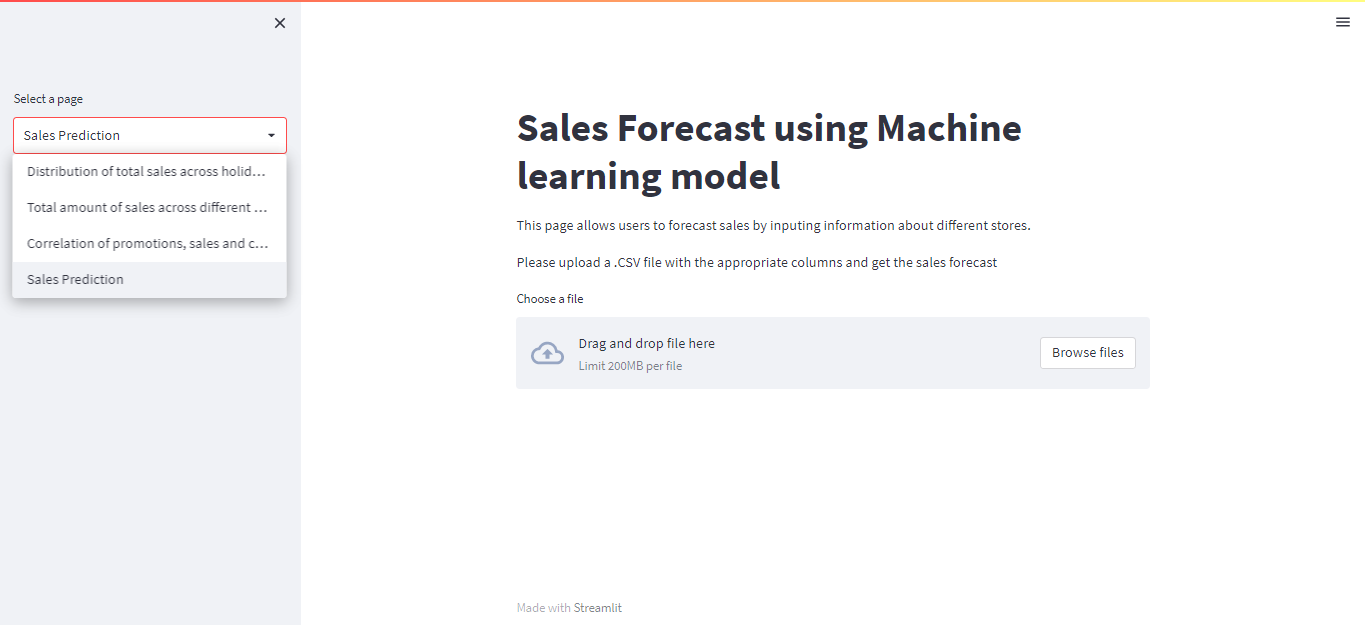 Select a page
Sales Prediction
Distribution of total sales across holid...
Total amount of sales across different ...
Correlation of promotions, sales and c...
Sales Prediction
Sales Forecast using Machine
learning model
This page allows users to forecast sales by inputing information about different stores.
Please upload a .CSV file with the appropriate columns and get the sales forecast
Choose a file
Drag and drop file here
Limit 200MB per file
Browse files
Made with Streamlit